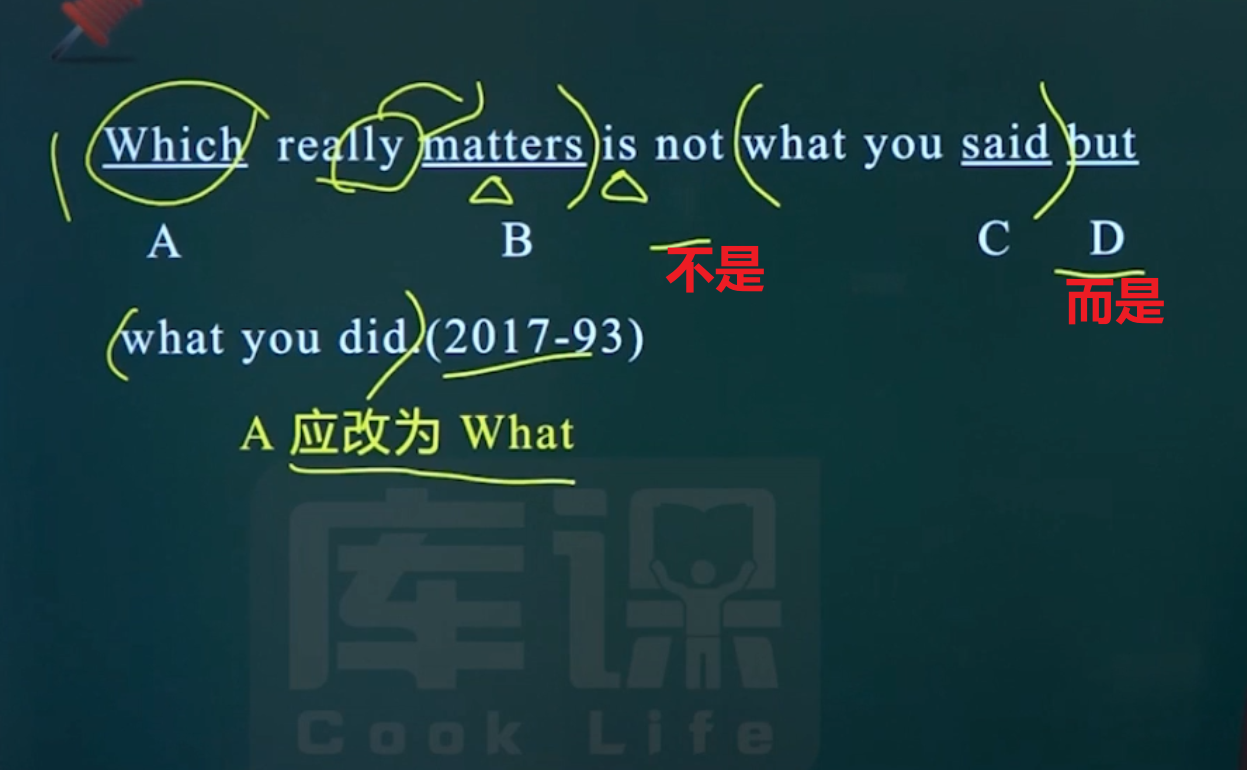 Which really matters is not what you said but
A B C D
不是
而是
what you did.(2017-93)
A 应改为 What
库课
Cook Life